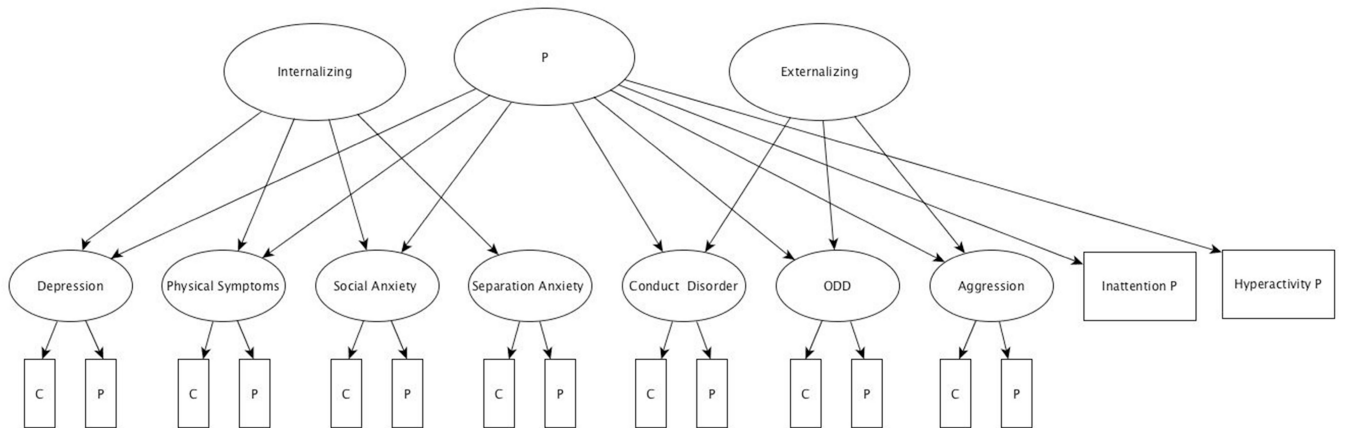 Internalizing
P
Externalizing
Depression
Physical Symptoms
Social Anxiety
Separation Anxiety
Conduct Disorder
ODD
Aggression
Inattention P
Hyperactivity P
C
P
C
P
C
P
C
P
C
P
C
P
C
P